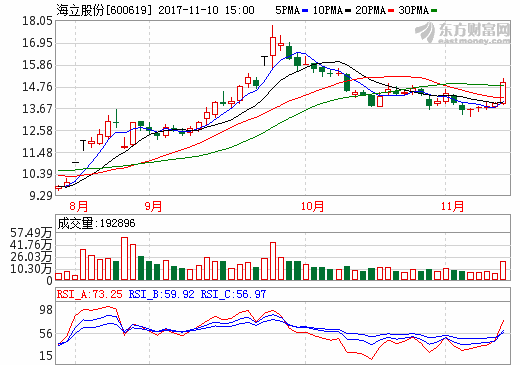 海立股份[600619] 2017-11-10 15:00 5PMA 10PMA 20PMA 30PMA
东方财富网
eastmoney.com
18.05
16.95
15.86
14.76
13.67
12.58
11.48
10.39
9.29
8月 9月 10月 11月
成交量:192896
57.49万
41.76万
26.03万
10.30万
0
RSI_A:73.25 RSI_B:59.92 RSI_C:56.97
98
56
15